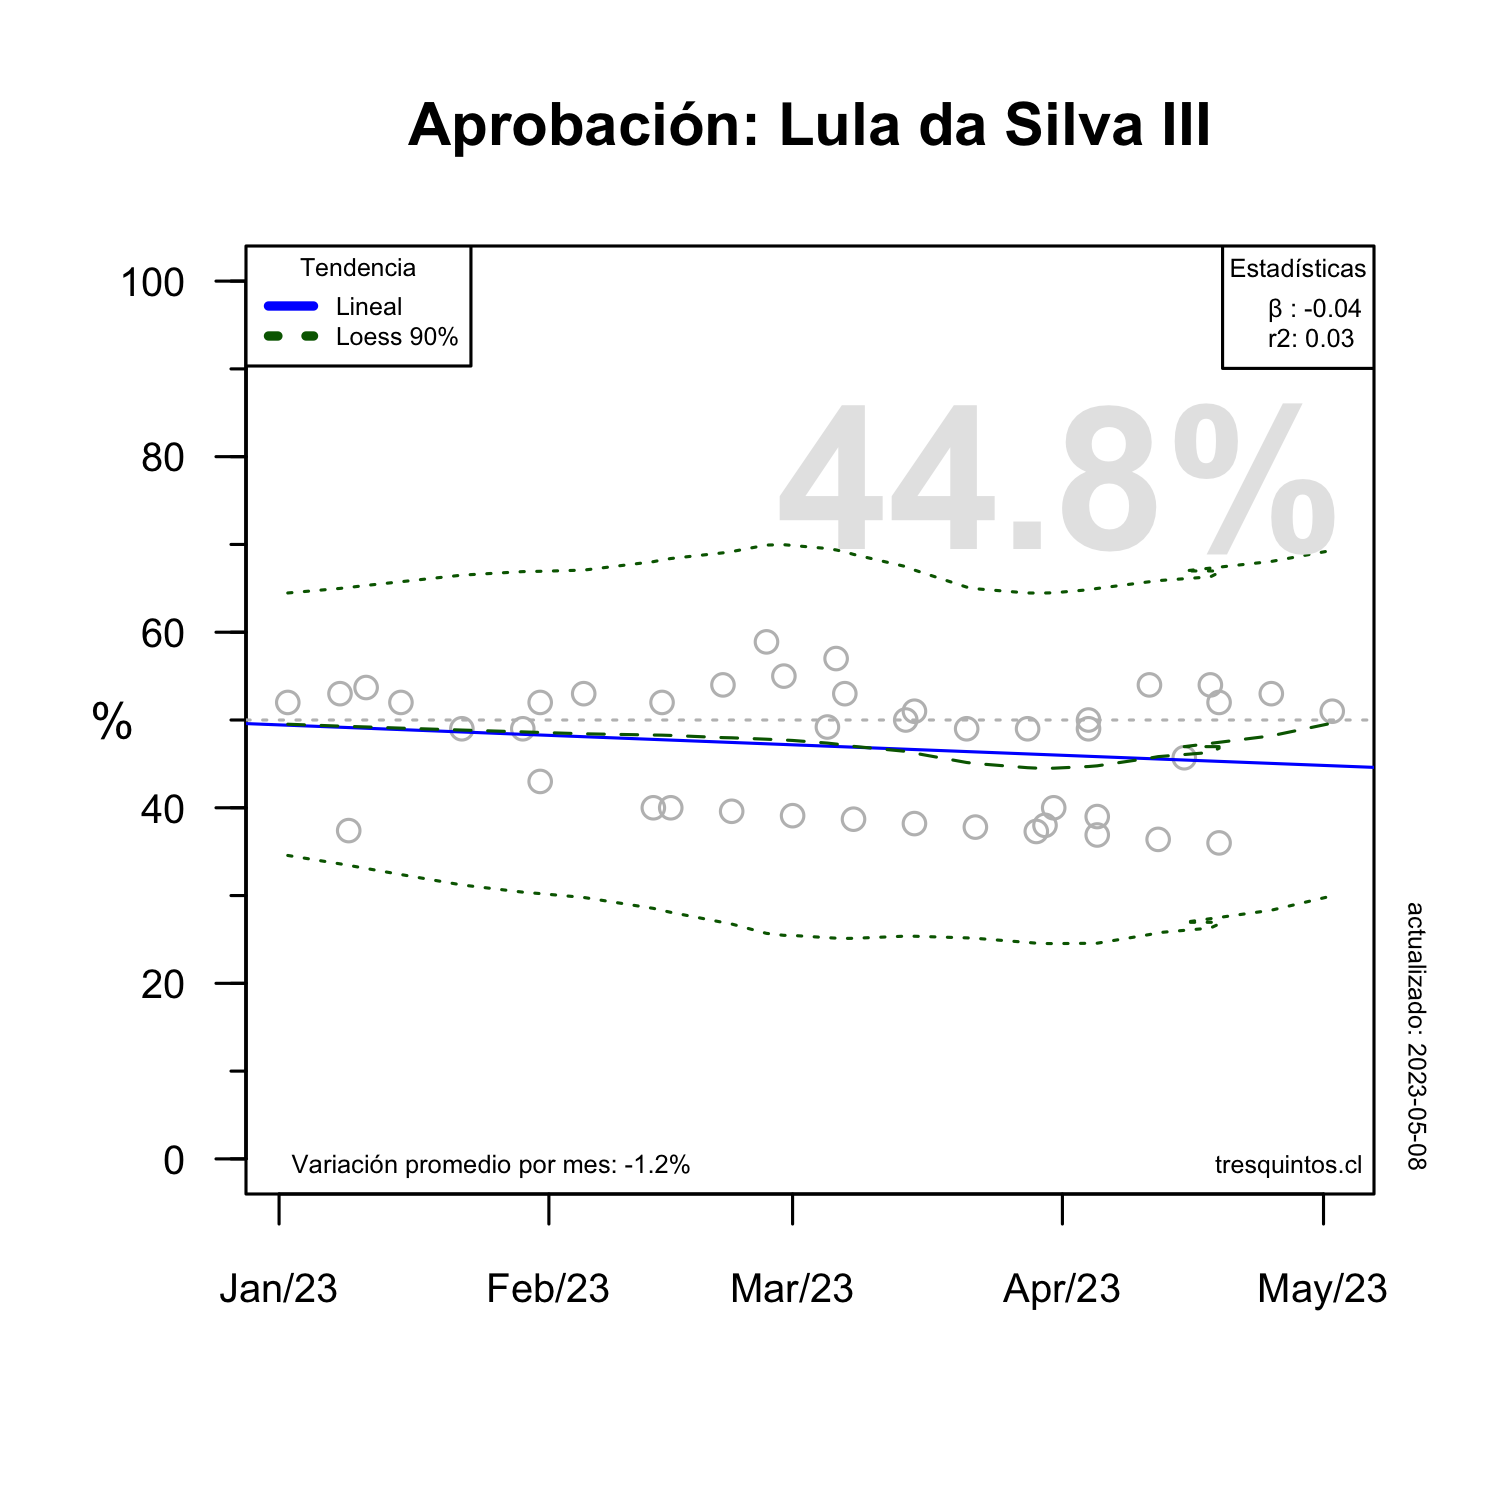 Aprobación: Lula da Silva III
Tendencia
Lineal
Loess 90%
Estadísticas
β : -0.04
r2: 0.03
44.8%
100
80
60
40
20
0
%
Variación promedio por mes: -1.2%
tresquintos.cl
actualizado: 2023-05-08
Jan/23
Feb/23
Mar/23
Apr/23
May/23